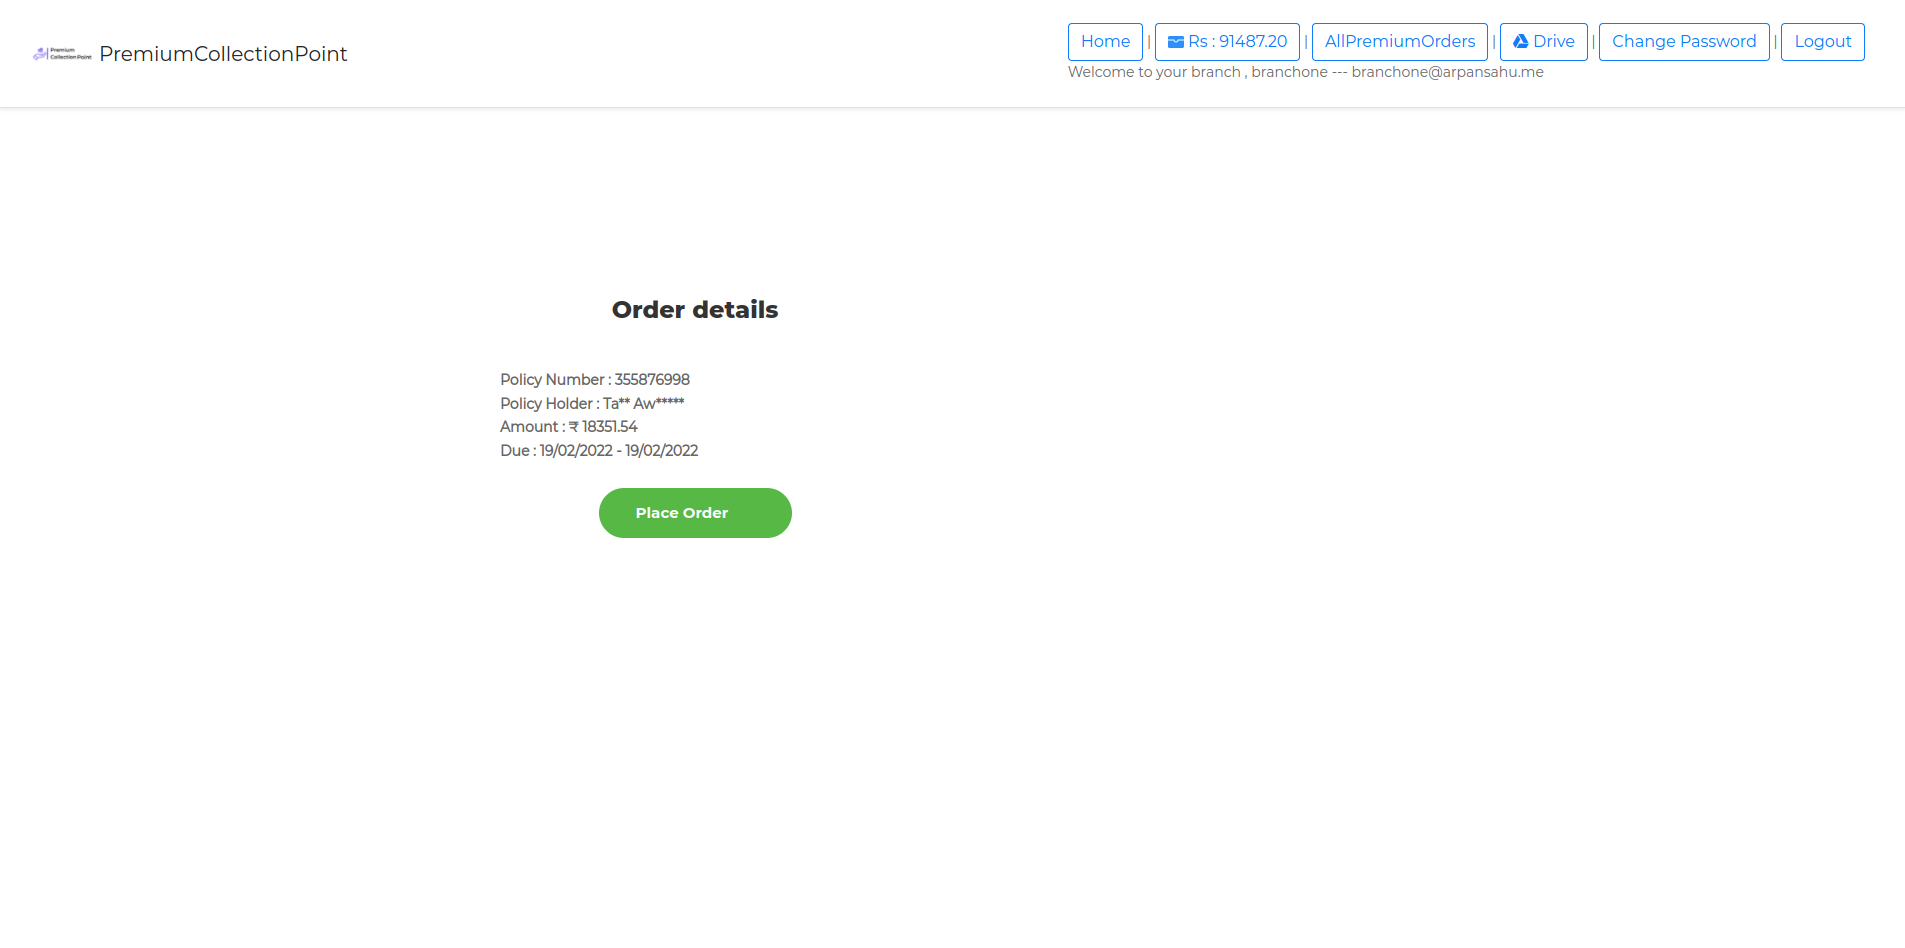 Premium
Collection Point
PremiumCollectionPoint
Home | Rs : 91487.20 | AllPremiumOrders | Drive | Change Password | Logout
Welcome to your branch , branchone --- branchone@arpansahu.me
Order details
Policy Number : 355876998
Policy Holder : Ta** Aw*****
Amount : ₹ 18351.54
Due : 19/02/2022 - 19/02/2022
Place Order